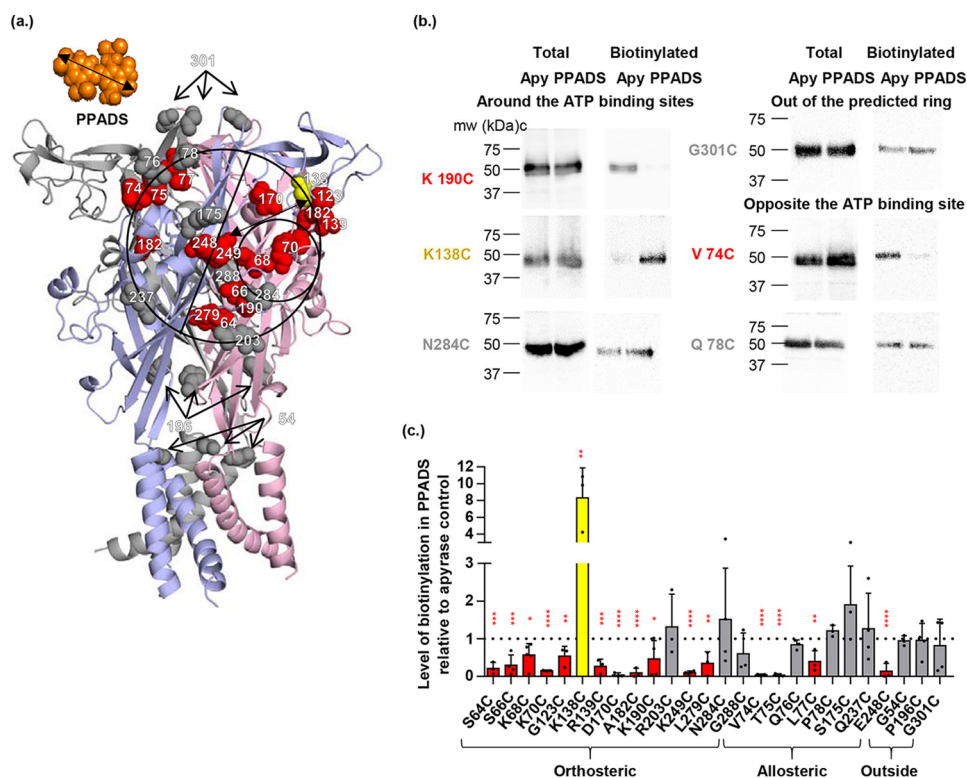 (a.)
301
PPADS
76
78
77
74
75
138
123
170
182
139
175
182
248
249
70
68
288
237
66
284
190
279
64
203
196
54
(b.)
Total Biotinylated
Apy PPADS Apy PPADS
Around the ATP binding sites
mw (kDa)c
75
50
37
K 190C
75
50
37
K138C
75
50
37
N284C
Total Biotinylated
Apy PPADS Apy PPADS
Out of the predicted ring
75
50
37
G301C
Opposite the ATP binding site
75
50
37
V 74C
75
50
37
Q 78C
(c.)
Level of biotinylation in PPADS
relative to apyrase control
12
10
8
6
4
3
2
1
0
*** ** * **** ** ** *** **** **** * **** ** **** **** ** ****
S64C
S66C
K68C
K70C
G123C
K138C
R139C
D170C
A182C
K190C
R203C
K249C
L279C
N284C
G288C
V74C
T75C
Q76C
L77C
P78C
S175C
Q237C
E248C
G54C
P196C
G301C
Orthosteric
Allosteric
Outside